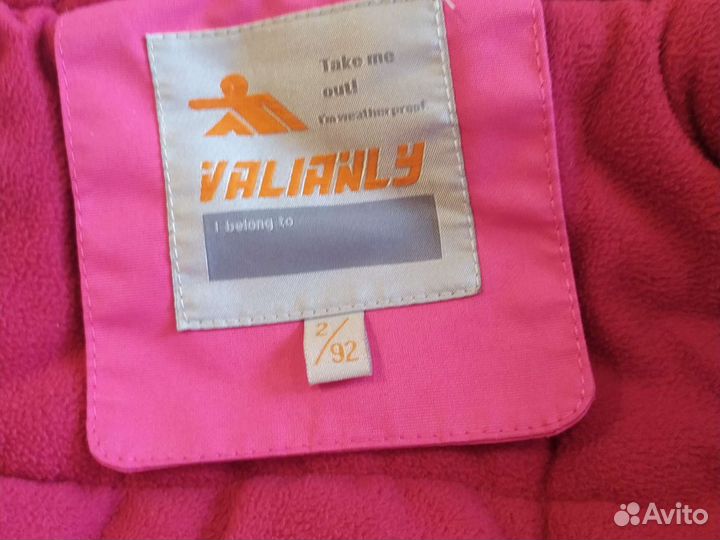 Take me
out!
I'm weatherproof
VALIANLY
I belong to
2/92
Avito